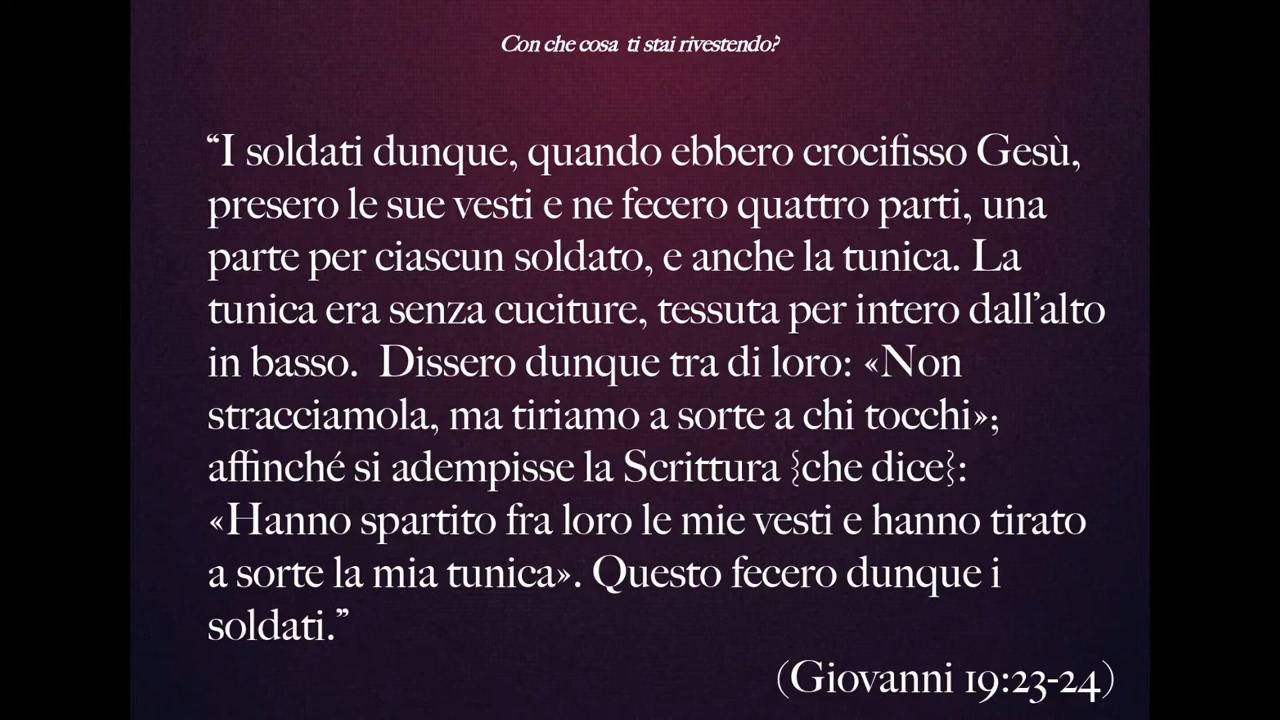 Con che cosa ti stai rivestendo?
“I soldati dunque, quando ebbero crocifisso Gesù,
presero le sue vesti e ne fecero quattro parti, una
parte per ciascun soldato, e anche la tunica. La
tunica era senza cuciture, tessuta per intero dall’alto
in basso. Dissero dunque tra di loro: «Non
stracciamola, ma tiriamo a sorte a chi tocchi»;
affinché si adempisse la Scrittura {che dice}:
«Hanno spartito fra loro le mie vesti e hanno tirato
a sorte la mia tunica». Questo fecero dunque i
soldati.”
(Giovanni 19:23-24)